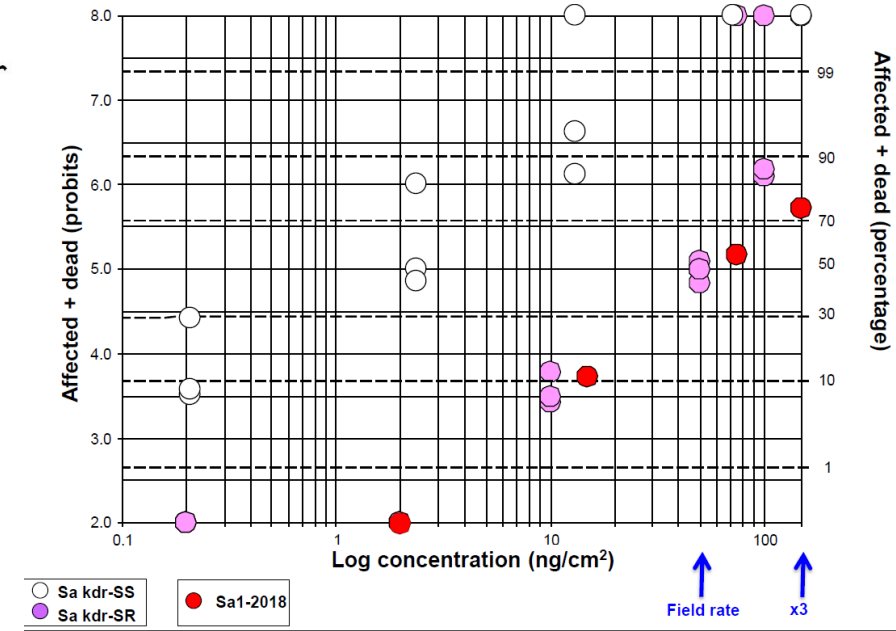 8.0
7.0
6.0
5.0
4.0
3.0
2.0
Affected + dead (probits)
99
90
70
50
30
10
1
Affected + dead (percentage)
0.1
1
10
100
Log concentration (ng/cm²)
Sa kdr-SS
Sa kdr-SR
Sa1-2018
Field rate
x3